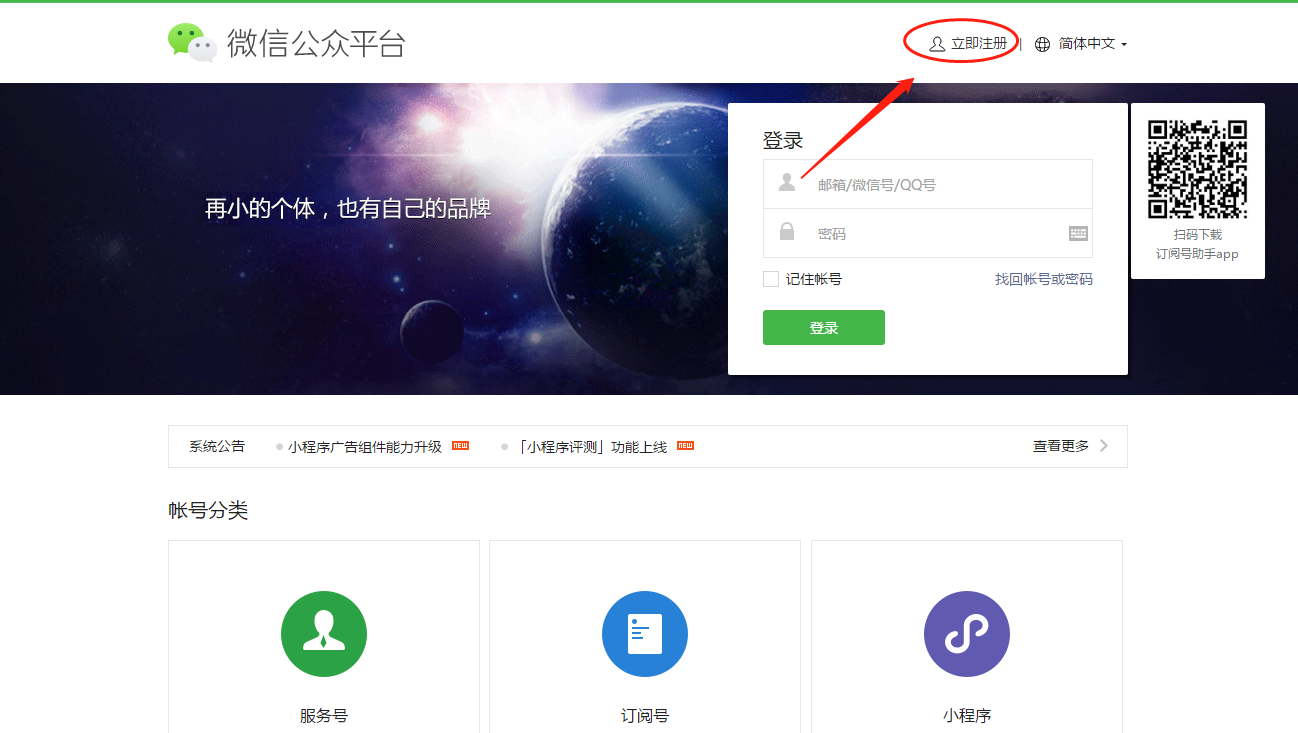 微信公众平台
立即注册 | 简体中文
登录
邮箱/微信号/QQ号
再小的个体，也有自己的品牌
密码
扫码下载
订阅号助手app
记住帐号 找回帐号或密码
登录
系统公告 小程序广告组件能力升级 NEW 「小程序评测」功能上线 NEW 查看更多
帐号分类
服务号 订阅号 小程序